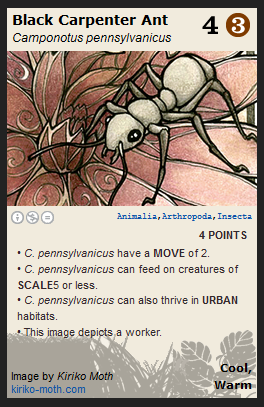 Black Carpenter Ant 4 3
Camponotus pennsylvanicus
Animalia, Arthropoda, Insecta
4 POINTS
• C. pennsylvanicus have a MOVE of 2.
• C. pennsylvanicus can feed on creatures of
SCALE5 or less.
• C. pennsylvanicus can also thrive in URBAN
habitats.
• This image depicts a worker.
Image by Kiriko Moth
kiriko-moth.com
Cool,
Warm